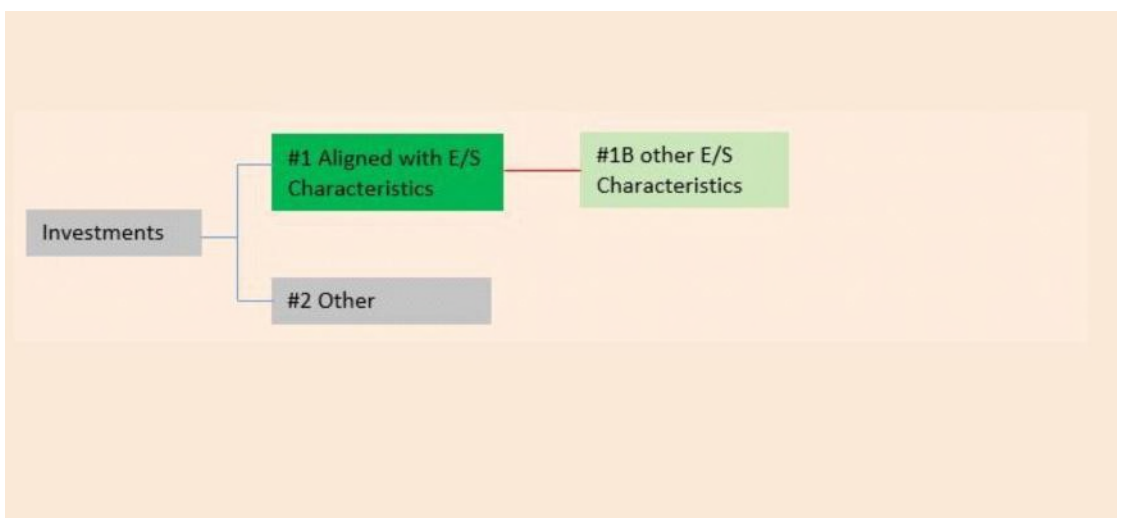 #1 Aligned with E/S
Characteristics
#1B other E/S
Characteristics
Investments
#2 Other